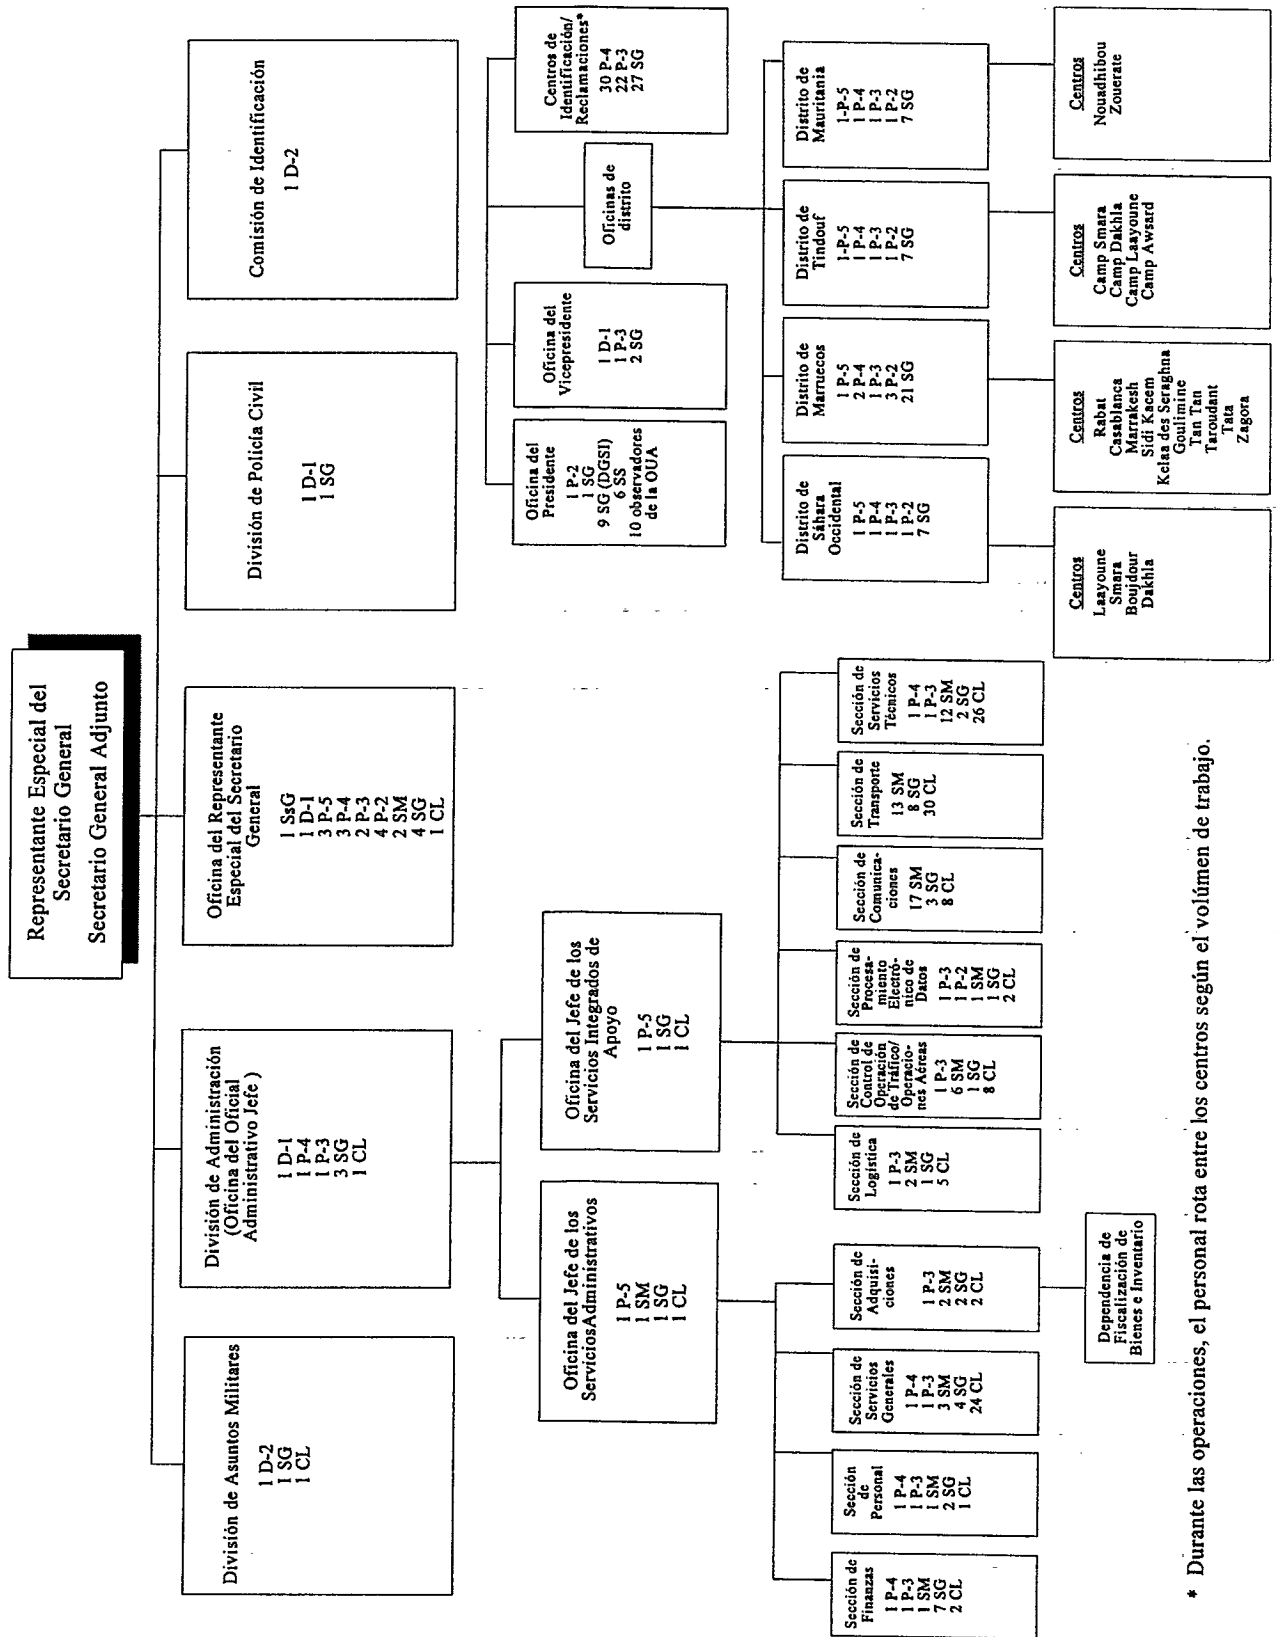 Representante Especial del
Secretario General
Secretario General Adjunto
División de Asuntos Militares
1 D-2
1 SG
1 CL
División de Administración
(Oficina del Oficial
Administrativo Jefe )
1 D-1
1 P-4
1 P-3
3 SG
1 CL
Oficina del Representante
Especial del Secretario
General
1 SsG
1 D-1
3 P-5
3 P-4
2 P-3
4 P-2
2 SM
4 SG
1 CL
División de Policía Civil
1 D-1
1 SG
Comisión de Identificación
1 D-2
Oficina del Jefe de los
ServiciosAdministrativos
1 P-5
1 SM
1 SG
1 CL
Oficina del Jefe de los
Servicios Integrados de
Apoyo
1 P-5
1 SG
1 CL
Oficina del
Presidente
1 P-2
1 SG
9 SG (DGSI)
6 SS
10 observadores
de la OUA
Oficina del
Vicepresidente
1 D-1
1 P-3
2 SG
Oficinas de
distrito
Centros de
Identificación/
Reclamaciones*
30 P-4
22 P-3
27 SG
Sección de
Finanzas
1 P-4
1 P-3
1 SM
7 SG
2 CL
Sección
de
Personal
1 P-4
1 P-3
1 SM
2 SG
1 CL
Sección de
Servicios
Generales
1 P-4
1 P-3
3 SM
4 SG
24 CL
Sección de
Adquisi-
ciones
1 P-3
2 SM
2 SG
2 CL
Sección de
Logística
1 P-3
2 SM
1 SG
5 CL
Sección de
Control de
Operación
de Tráfico/
Operacio-
nes Aéreas
1 P-3
6 SM
1 SG
8 CL
Sección de
Procesa-
miento
Electró-
nico de
Datos
1 P-3
1 P-2
1 SM
1 SG
2 CL
Sección de
Comunica-
ciones
17 SM
3 SG
8 CL
Sección de
Transporte
13 SM
8 SG
30 CL
Sección de
Servicios
Técnicos
1 P-4
1 P-3
12 SM
2 SG
26 CL
Distrito de
Sáhara
Occidental
1 P-5
1 P-4
1 P-3
1 P-2
7 SG
Distrito de
Marruecos
1 P-5
2 P-4
1 P-3
3 P-2
21 SG
Distrito de
Tindouf
1-P-5
1 P-4
1 P-3
1 P-2
7 SG
Distrito de
Mauritania
1-P-5
1 P-4
1 P-3
1 P-2
7 SG
Dependencia de
Fiscalización de
Bienes e Inventario
Centros
Laayoune
Smara
Boujdour
Dakhla
Centros
Rabat
Casablanca
Marrakesh
Sidi Kacem
Kelaa des Seraghna
Goulimine
Tan Tan
Taroudant
Tata
Zagora
Centros
Camp Smara
Camp Dakhla
Camp Laayoune
Camp Awsard
Centros
Nouadhibou
Zouerate
* Durante las operaciones, el personal rota entre los centros según el volúmen de trabajo.